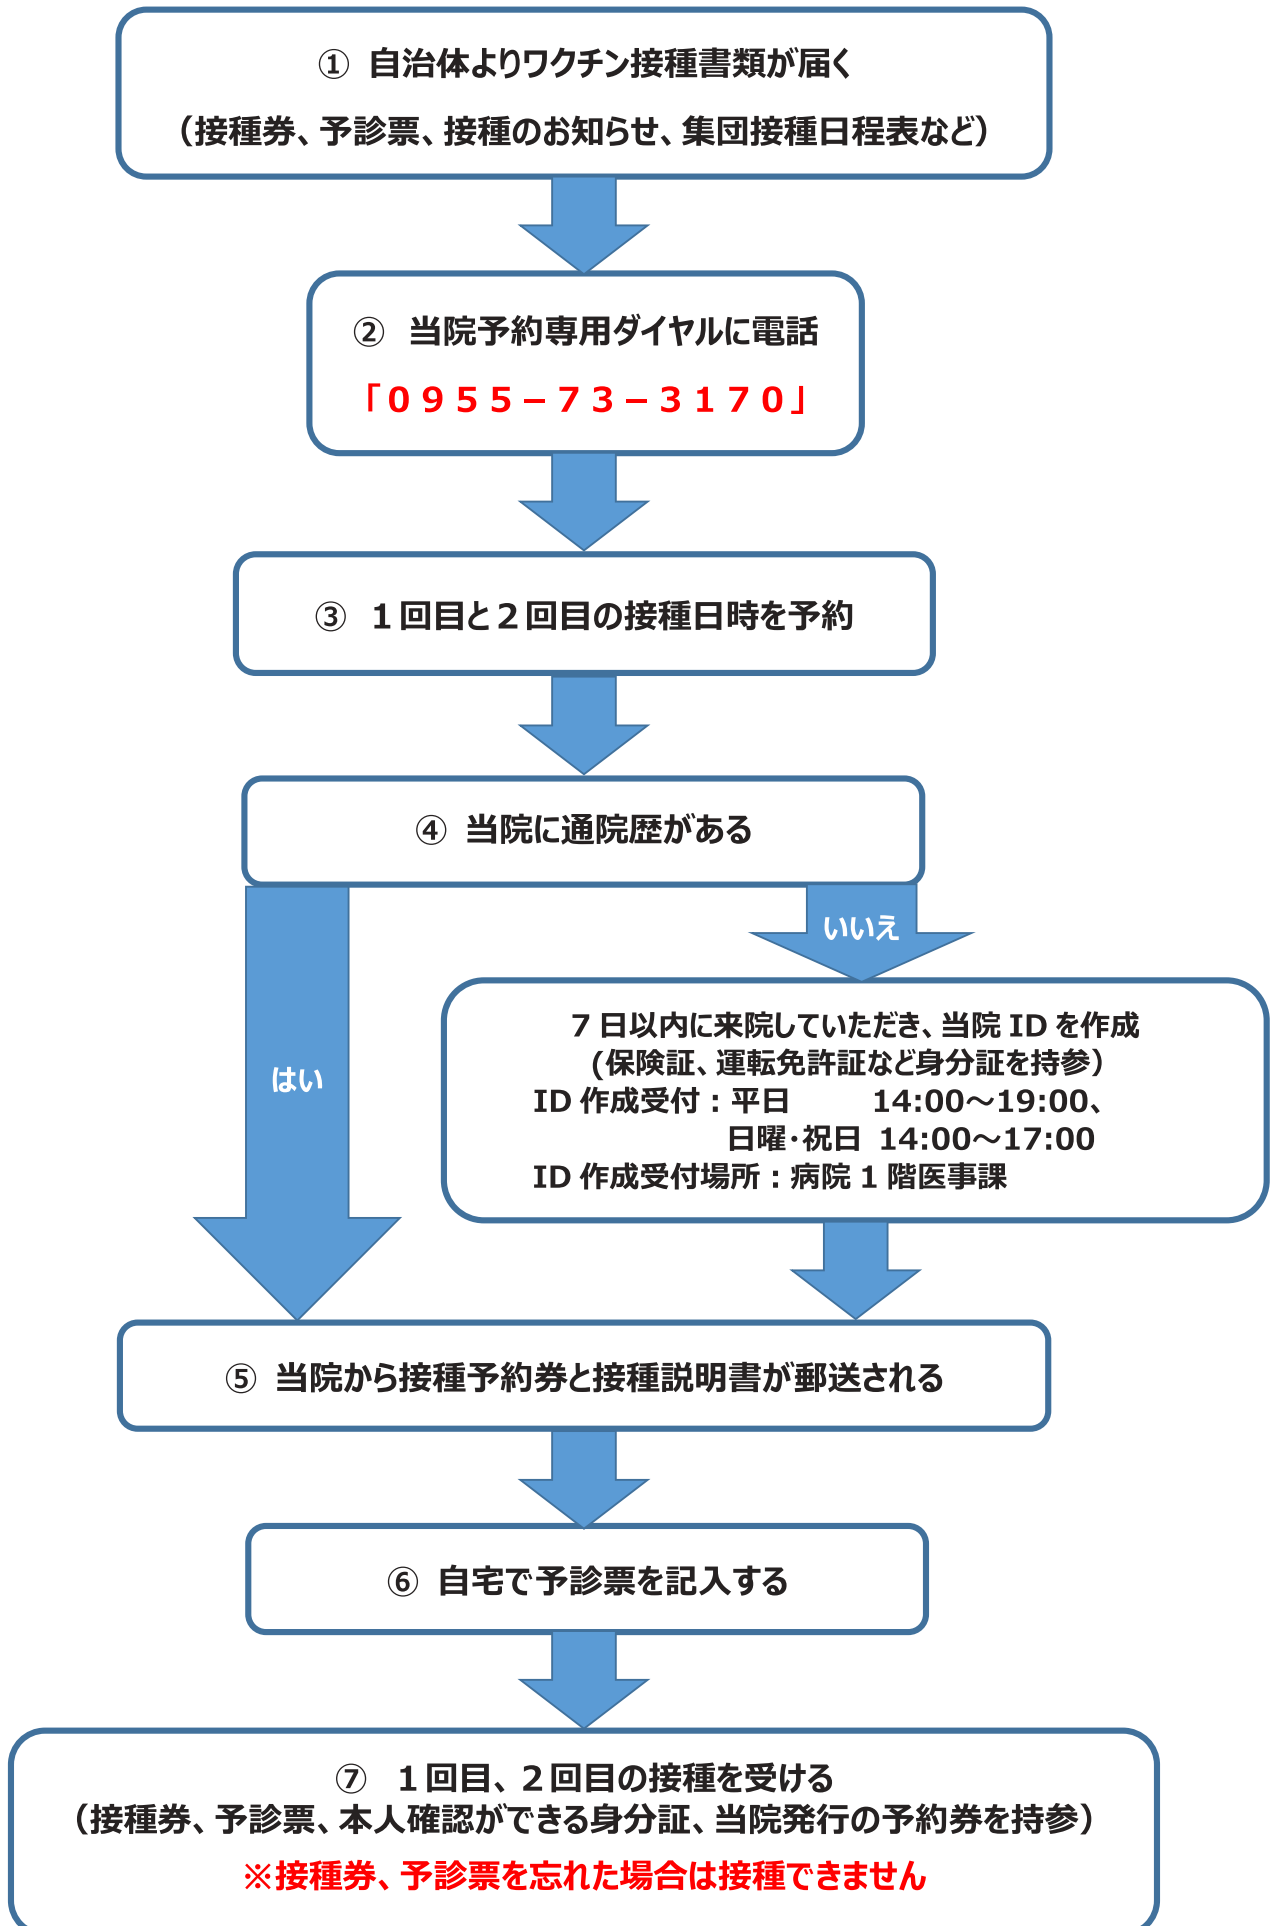 ① 自治体よりワクチン接種書類が届く
（接種券、予診票、接種のお知らせ、集団接種日程表など）
② 当院予約専用ダイヤルに電話
「０９５５－７３－３１７０」
③ １回目と２回目の接種日時を予約
④ 当院に通院歴がある
いいえ
はい
7 日以内に来院していただき、当院 ID を作成
(保険証、運転免許証など身分証を持参）
ID 作成受付：平日 14:00～19:00、
日曜・祝日 14:00～17:00
ID 作成受付場所：病院 1 階医事課
⑤ 当院から接種予約券と接種説明書が郵送される
⑥ 自宅で予診票を記入する
⑦ １回目、２回目の接種を受ける
（接種券、予診票、本人確認ができる身分証、当院発行の予約券を持参）
※接種券、予診票を忘れた場合は接種できません